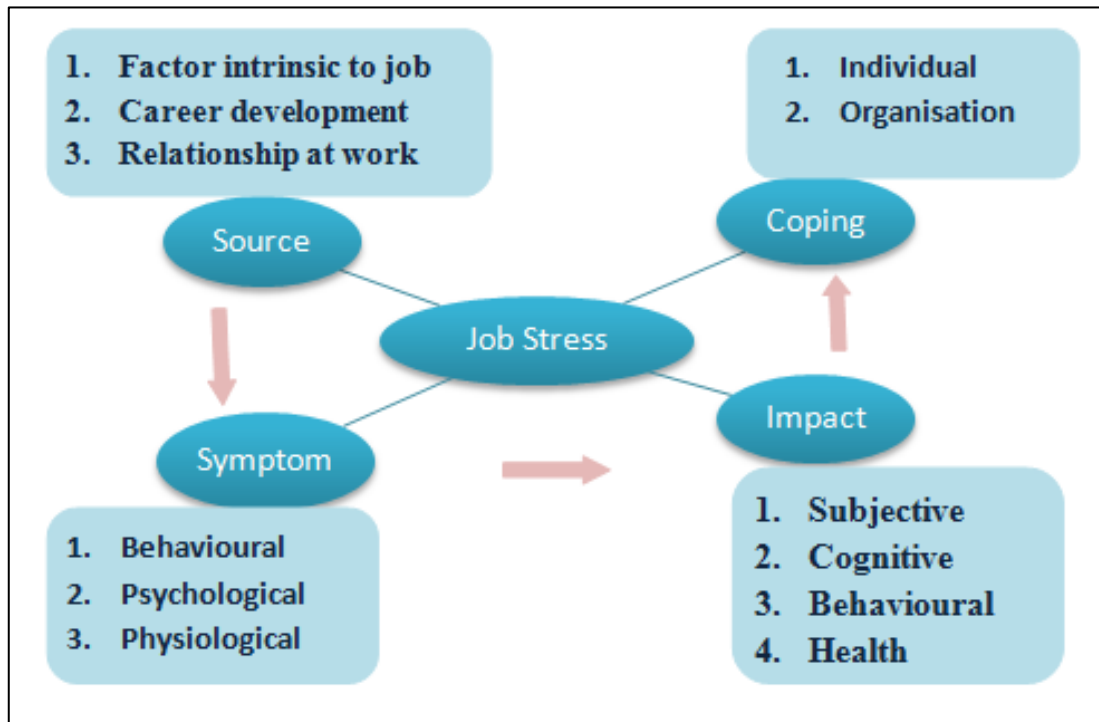 1. Factor intrinsic to job
2. Career development
3. Relationship at work
Source
1. Individual
2. Organisation
Coping
Job Stress
Symptom
1. Behavioural
2. Psychological
3. Physiological
Impact
1. Subjective
2. Cognitive
3. Behavioural
4. Health